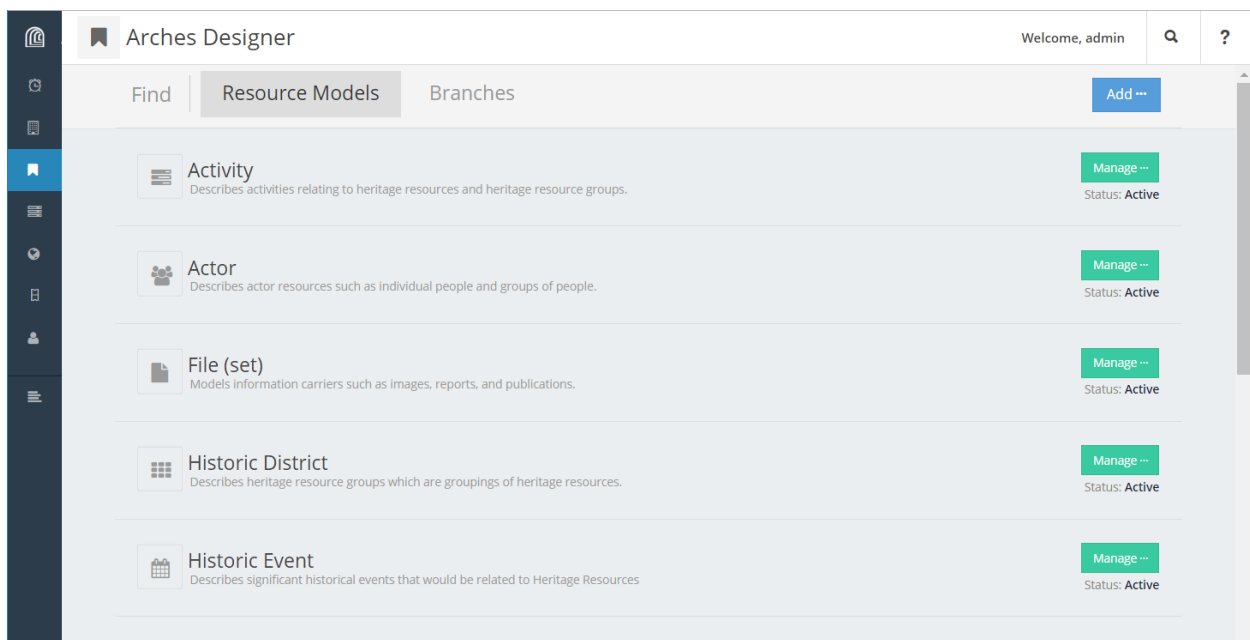 Arches Designer
Welcome, admin
?
Find
Resource Models
Branches
Add ···
Activity
Describes activities relating to heritage resources and heritage resource groups.
Manage ···
Status: Active
Actor
Describes actor resources such as individual people and groups of people.
Manage ···
Status: Active
File (set)
Models information carriers such as images, reports, and publications.
Manage ···
Status: Active
Historic District
Describes heritage resource groups which are groupings of heritage resources.
Manage ···
Status: Active
Historic Event
Describes significant historical events that would be related to Heritage Resources
Manage ···
Status: Active